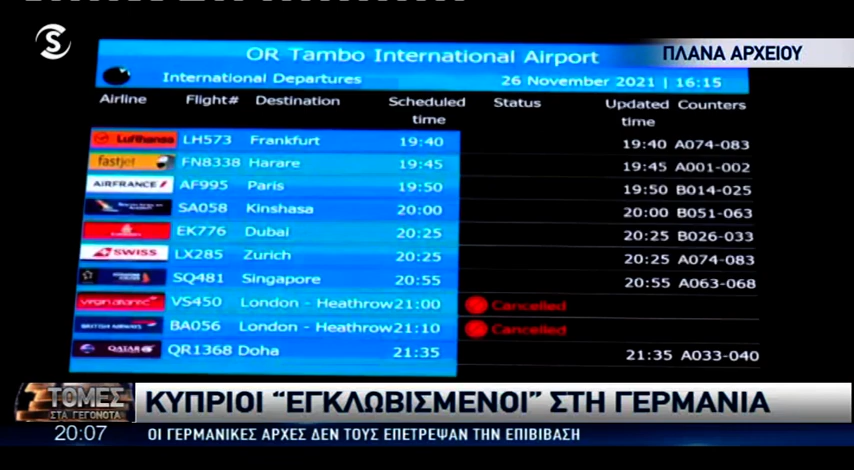 S
OR Tambo International Airport
ΠΛΑΝΑ ΑΡΧΕΙΟΥ
International Departures 26 November 2021 | 16:15
Airline Flight# Destination Scheduled time Status Updated time Counters
Lufthansa LH573 Frankfurt 19:40 19:40 A074-083
fastjet FN8338 Harare 19:45 19:45 A001-002
AIRFRANCE AF995 Paris 19:50 19:50 B014-025
SA058 Kinshasa 20:00 20:00 B051-063
EK776 Dubai 20:25 20:25 B026-033
SWISS LX285 Zurich 20:25 20:25 A074-083
SQ481 Singapore 20:55 20:55 A063-068
virgin atlantic VS450 London - Heathrow 21:00 Cancelled
BRITISH AIRWAYS BA056 London - Heathrow 21:10 Cancelled
QATAR QR1368 Doha 21:35 21:35 A033-040
ΤΟΜΕΣ
ΣΤΑ ΓΕΓΟΝΟΤΑ
ΚΥΠΡΙΟΙ “ΕΓΚΛΩΒΙΣΜΕΝΟΙ” ΣΤΗ ΓΕΡΜΑΝΙΑ
20:07 ΟΙ ΓΕΡΜΑΝΙΚΕΣ ΑΡΧΕΣ ΔΕΝ ΤΟΥΣ ΕΠΕΤΡΕΨΑΝ ΤΗΝ ΕΠΙΒΙΒΑΣΗ